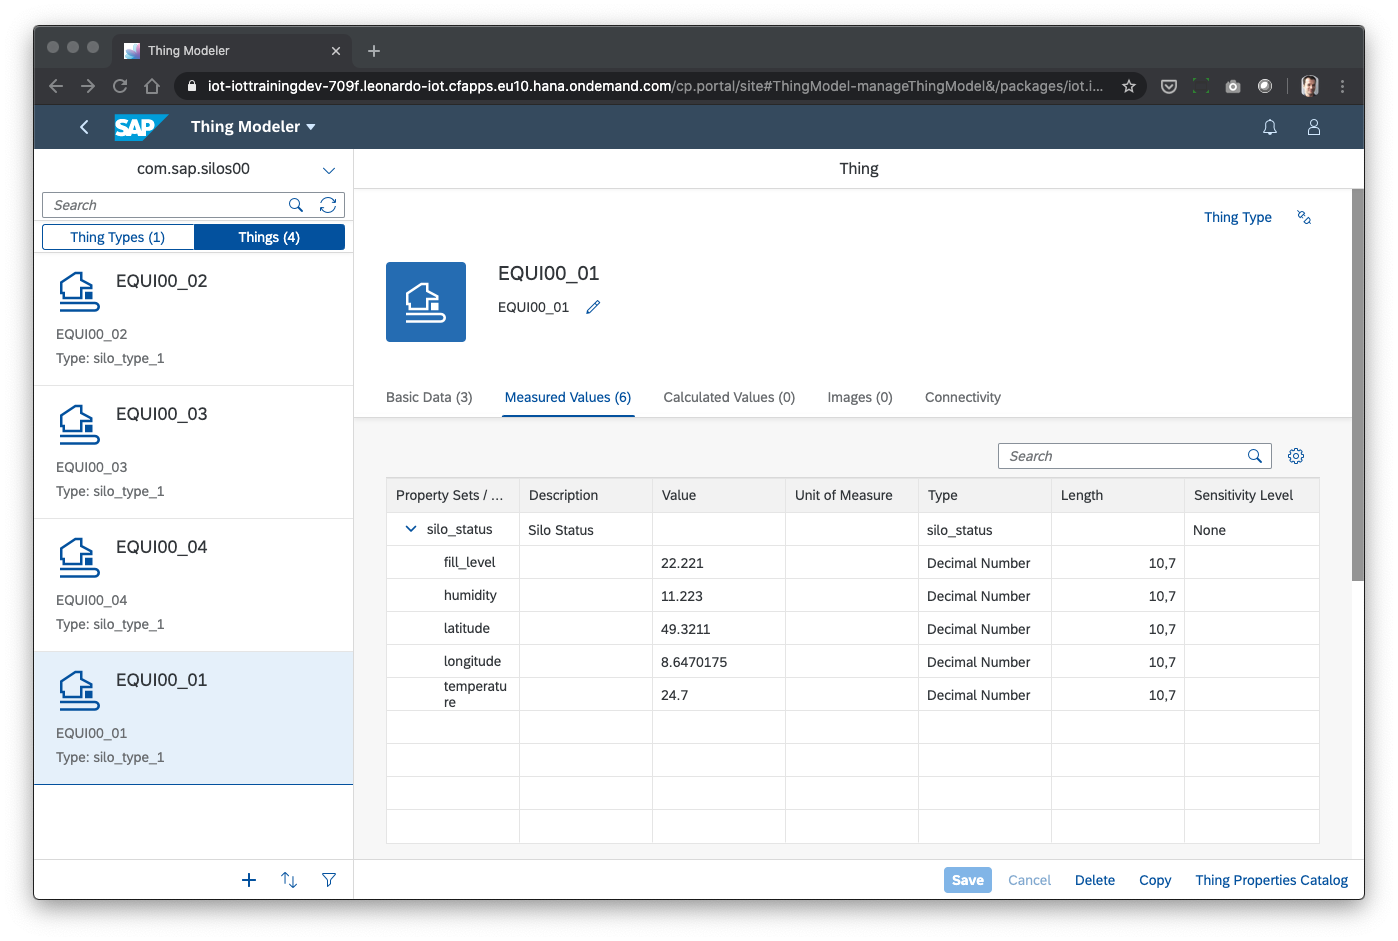 Thing Modeler
iot-iottrainingdev-709f.leonardo-iot.cfapps.eu10.hana.ondemand.com/cp.portal/site#ThingModel-manageThingModel&/packages/iot.i...
SAP Thing Modeler
com.sap.silos00
Search
Thing Types (1) Things (4)
EQUI00_02
EQUI00_02
Type: silo_type_1
EQUI00_03
EQUI00_03
Type: silo_type_1
EQUI00_04
EQUI00_04
Type: silo_type_1
EQUI00_01
EQUI00_01
Type: silo_type_1
Thing
Thing Type
EQUI00_01
EQUI00_01
Basic Data (3) Measured Values (6) Calculated Values (0) Images (0) Connectivity
Search
Property Sets / ... Description Value Unit of Measure Type Length Sensitivity Level
silo_status Silo Status silo_status None
fill_level 22.221 Decimal Number 10,7
humidity 11.223 Decimal Number 10,7
latitude 49.3211 Decimal Number 10,7
longitude 8.6470175 Decimal Number 10,7
temperatu
re 24.7 Decimal Number 10,7
Save Cancel Delete Copy Thing Properties Catalog